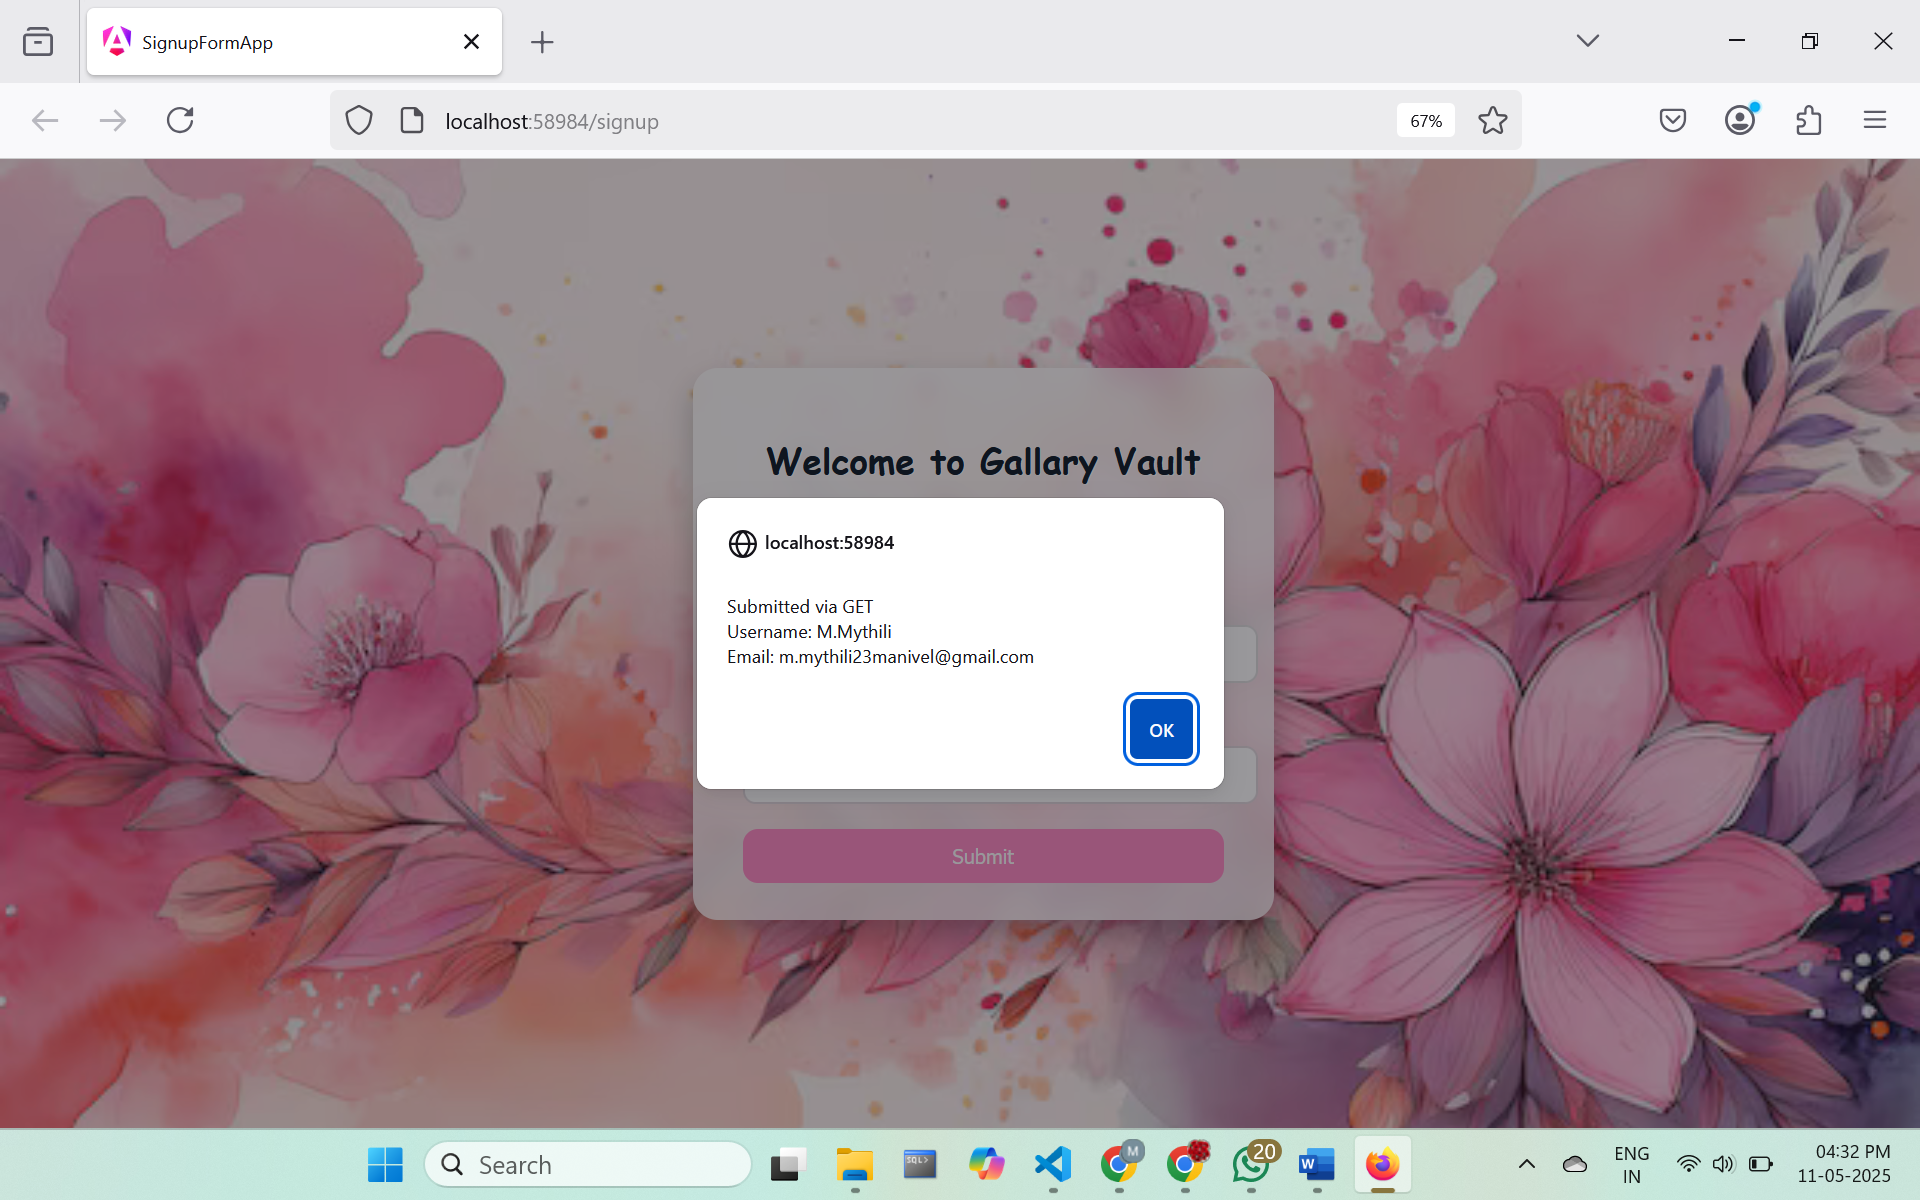 SignupFormApp
localhost:58984/signup
67%
Welcome to Gallary Vault
localhost:58984
Submitted via GET
Username: M.Mythili
Email: m.mythili23manivel@gmail.com
OK
Submit
Search
SQL>
M
20
W
ENG
IN
04:32 PM
11-05-2025